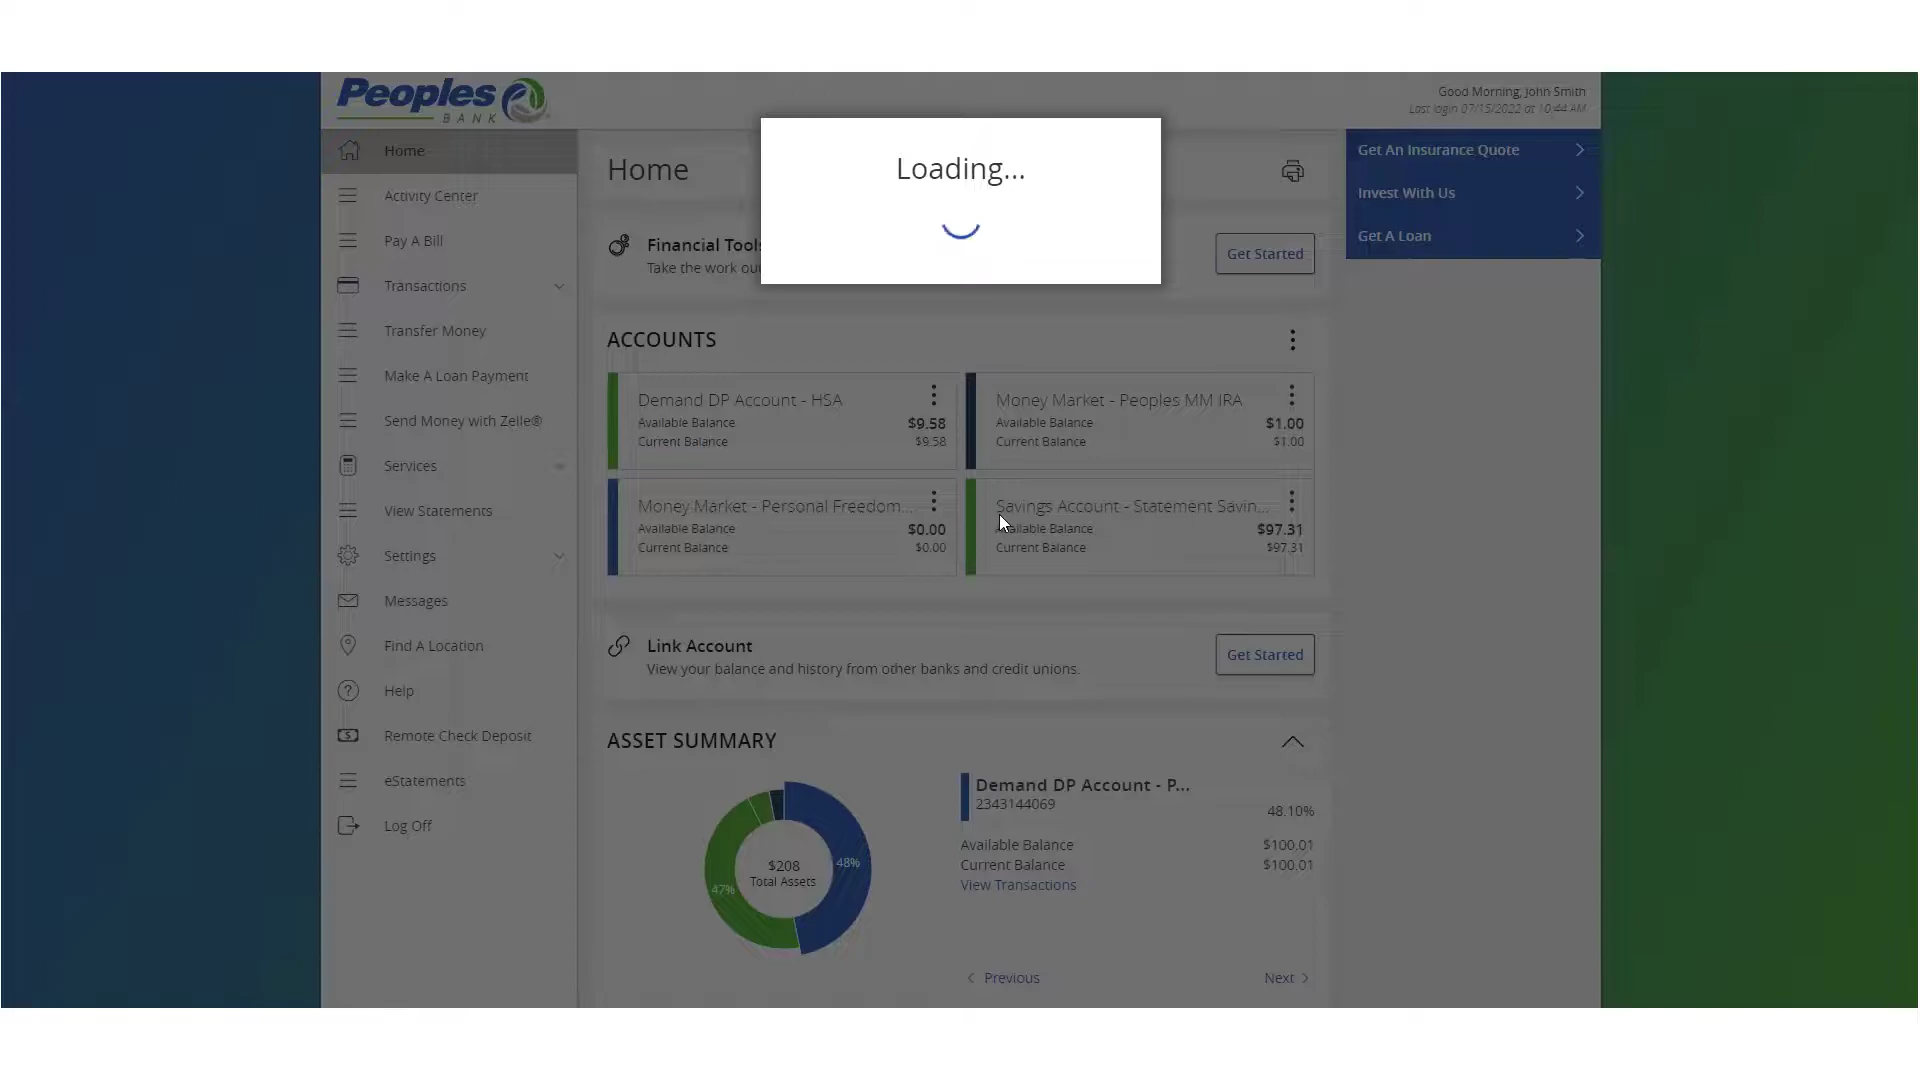 Peoples
BANK
Good Morning, John Smith
Last login 07/15/2022 at 10:44 AM
Home
Activity Center
Pay A Bill
Transactions
Transfer Money
Make A Loan Payment
Send Money with Zelle®
Services
View Statements
Settings
Messages
Find A Location
Help
Remote Check Deposit
eStatements
Log Off
Home
Loading...
Financial Tools
Take the work
Get Started
ACCOUNTS
Demand DP Account - HSA
Available Balance $9.58
Current Balance $9.58
Money Market - Peoples MM IRA
Available Balance $1.00
Current Balance $1.00
Money Market - Personal Freedom...
Available Balance $0.00
Current Balance $0.00
Savings Account - Statement Savin...
Available Balance $97.31
Current Balance $97.31
Link Account
View your balance and history from other banks and credit unions.
Get Started
ASSET SUMMARY
$208
Total Assets
48%
47%
Demand DP Account - P...
2343144069
48.10%
Available Balance $100.01
Current Balance $100.01
View Transactions
Previous
Next
Get An Insurance Quote
Invest With Us
Get A Loan